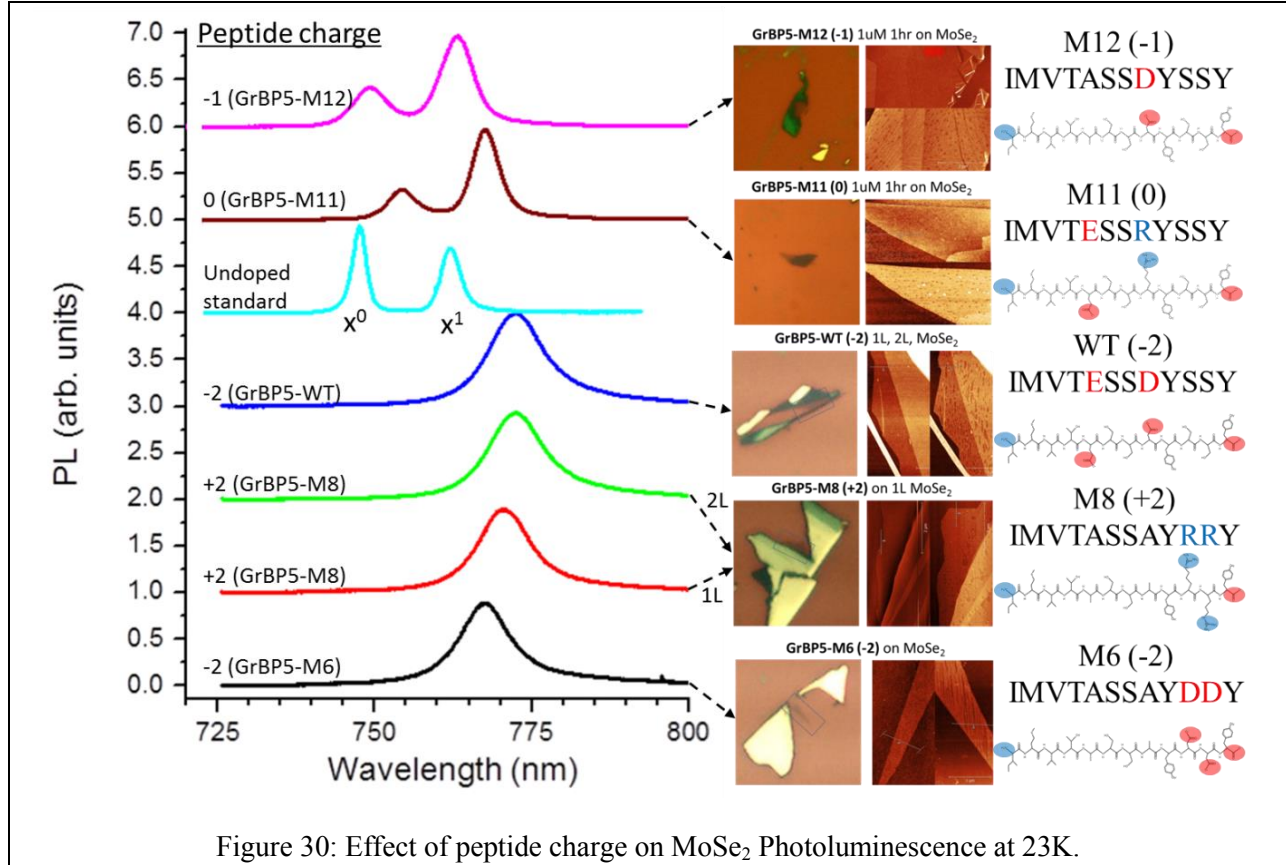 Peptide charge
7.0
6.5
6.0
5.5
5.0
4.5
4.0
3.5
3.0
2.5
2.0
1.5
1.0
0.5
0.0
PL (arb. units)
-1 (GrBP5-M12)
0 (GrBP5-M11)
Undoped
standard
X⁰
X¹
-2 (GrBP5-WT)
+2 (GrBP5-M8)
2L
+2 (GrBP5-M8)
1L
-2 (GrBP5-M6)
725
750
775
800
Wavelength (nm)
GrBP5-M12 (-1) 1uM 1hr on MoSe₂
GrBP5-M11 (0) 1uM 1hr on MoSe₂
GrBP5-WT (-2) 1L, 2L, MoSe₂
GrBP5-M8 (+2) on 1L MoSe₂
GrBP5-M6 (-2) on MoSe₂
M12 (-1)
IMVTASSDYSSY
M11 (0)
IMVTESSRYSSY
WT (-2)
IMVTESSDYSSY
M8 (+2)
IMVTASSAYRRY
M6 (-2)
IMVTASSAYDDY
Figure 30: Effect of peptide charge on MoSe₂ Photoluminescence at 23K.